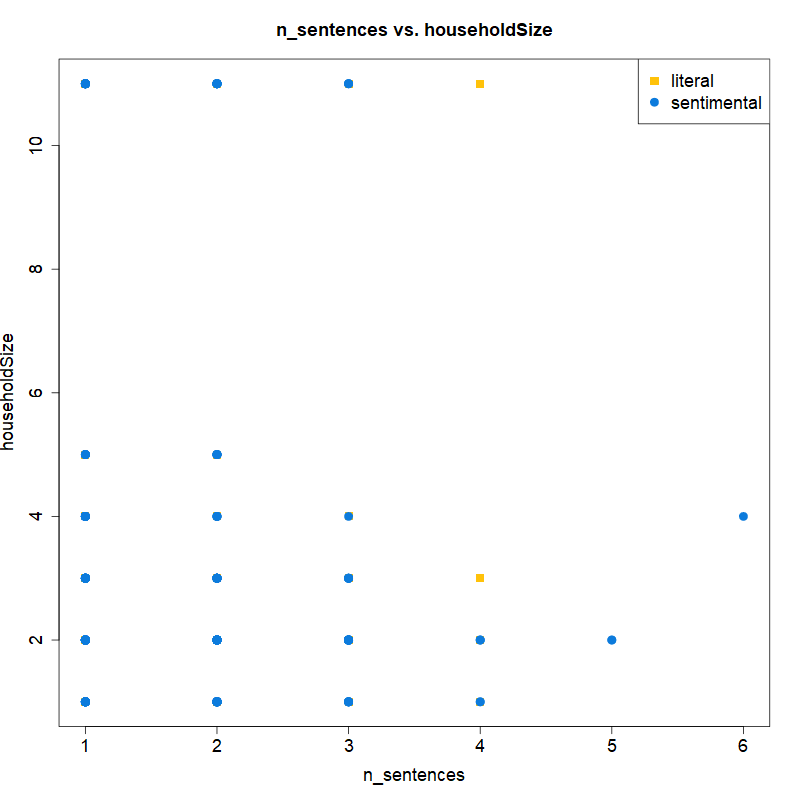 n_sentences vs. householdSize
literal
sentimental
10
8
6
4
2
householdSize
1 2 3 4 5 6
n_sentences